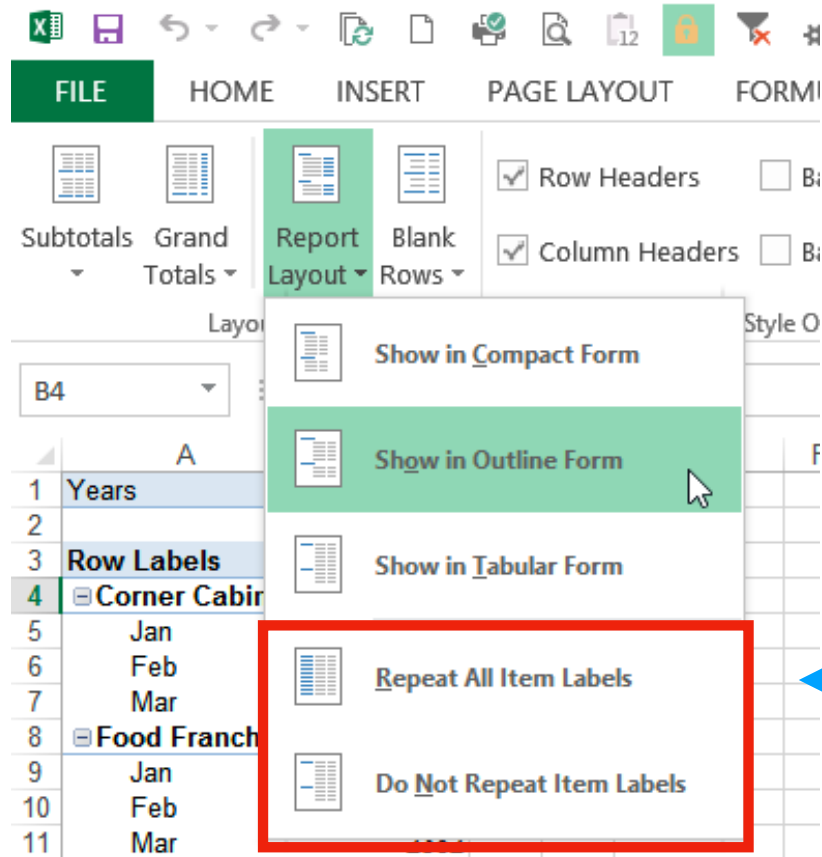 12
FILE HOME INSERT PAGE LAYOUT
Row Headers
Subtotals Grand Totals Report Layout Blank Rows
Column Headers
B4
Show in Compact Form
Show in Outline Form
Show in Tabular Form
Repeat All Item Labels
Do Not Repeat Item Labels
A
1 Years
2
3 Row Labels
4 Corner
5 Jan
6 Feb
7 Mar
8 Food
9 Jan
10 Feb
11 Mar